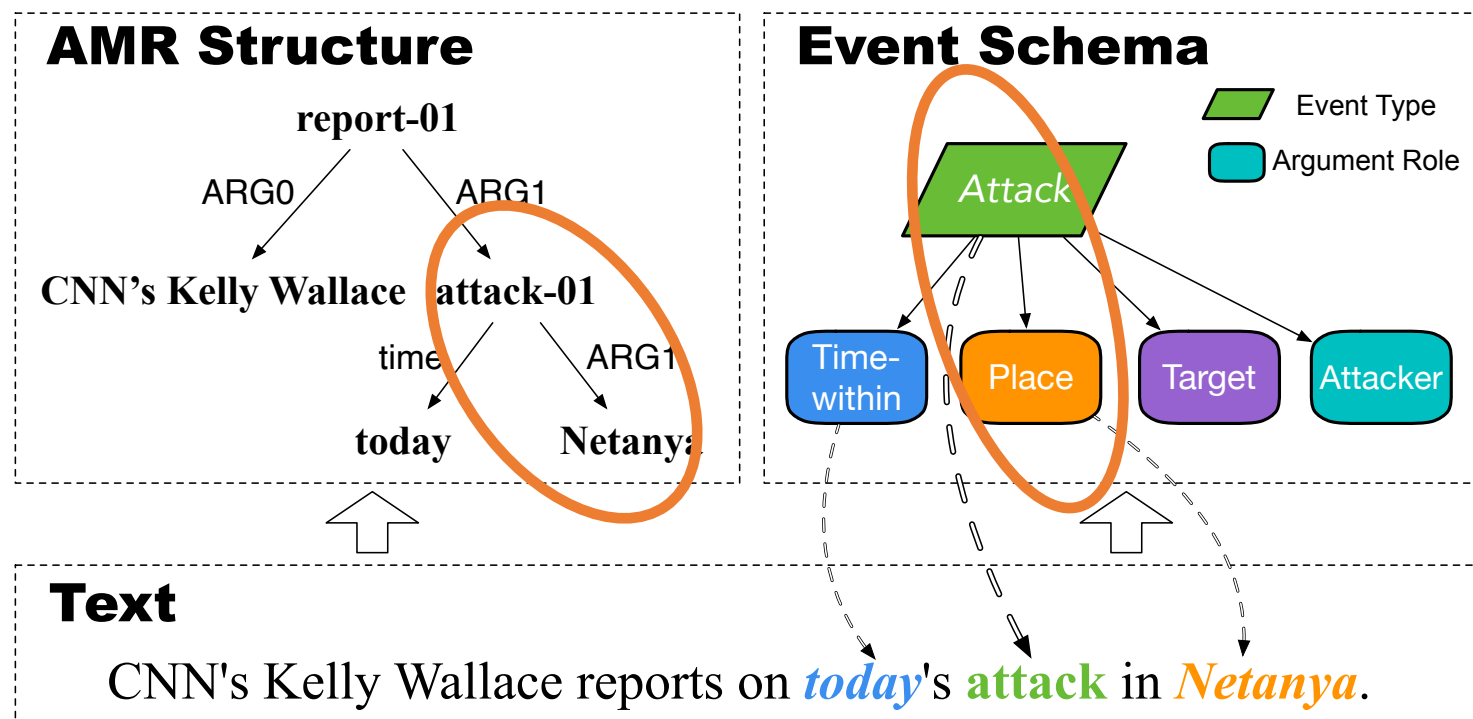 AMR Structure
report-01
ARG0
ARG1
CNN’s Kelly Wallace
attack-01
time
ARG1
today
Netanya
Event Schema
Event Type
Argument Role
Attack
Time-
within
Place
Target
Attacker
Text
CNN's Kelly Wallace reports on today's attack in Netanya.